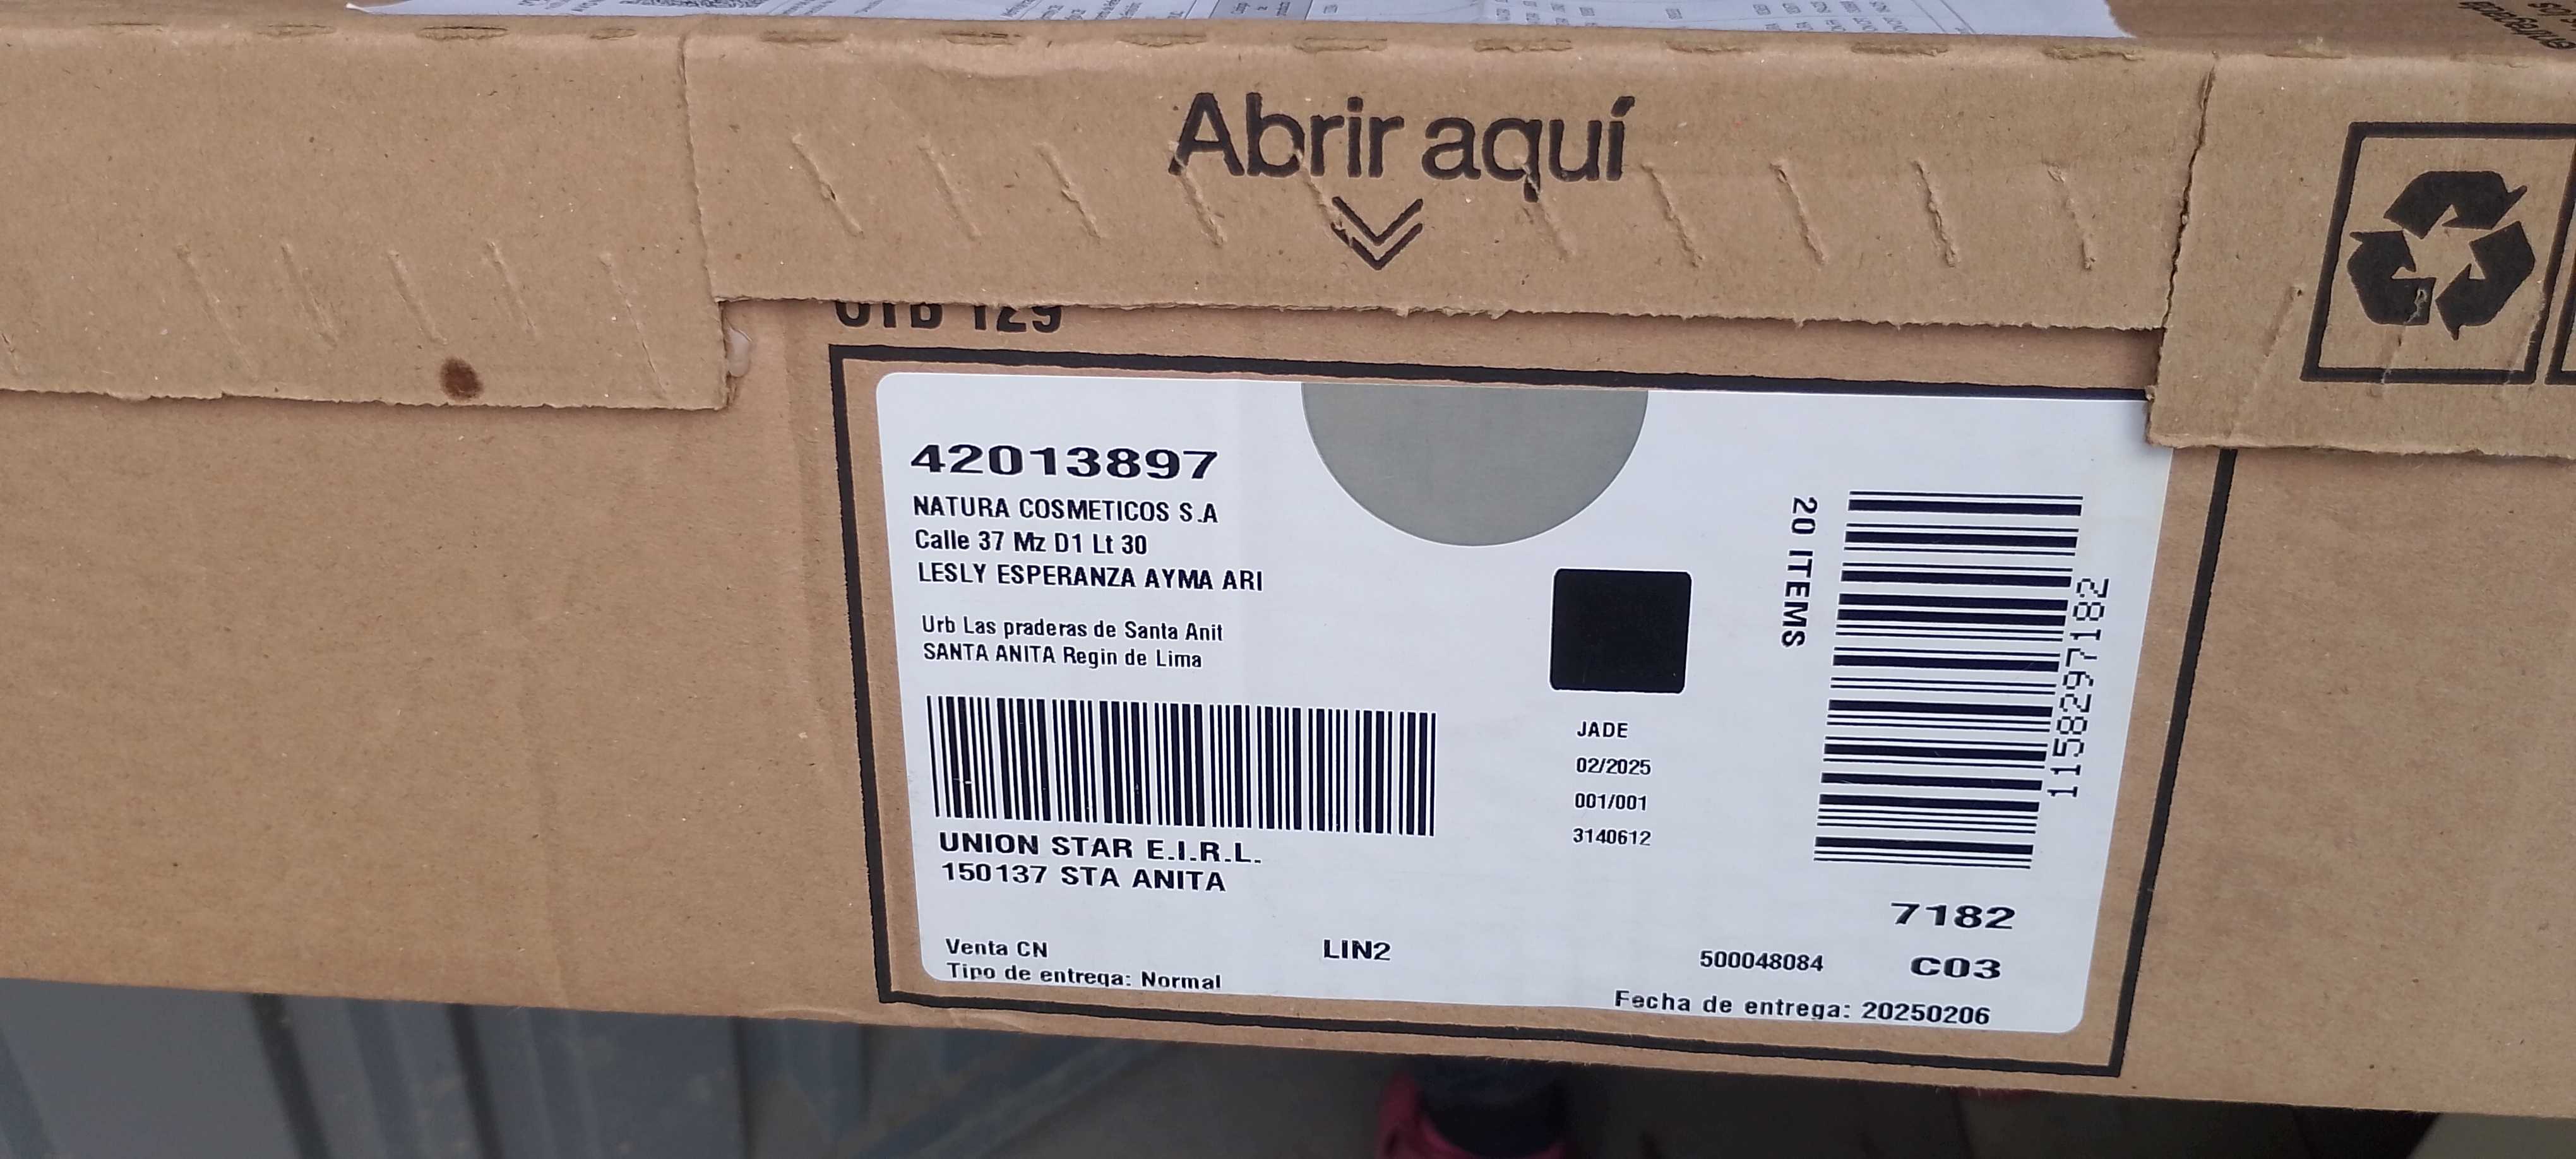 Abrir aquí
42013897
NATURA COSMETICOS S.A
Calle 37 Mz D1 Lt 30
LESLY ESPERANZA AYMA ARI
Urb Las praderas de Santa Anit
SANTA ANITA Regin de Lima
UNION STAR E.I.R.L.
150137 STA ANITA
Venta CN
Tipo de entrega: Normal
LIN2
JADE
02/2025
001/001
3140612
20 ITEMS
1158297182
7182
500048084 C03
Fecha de entrega: 20250206